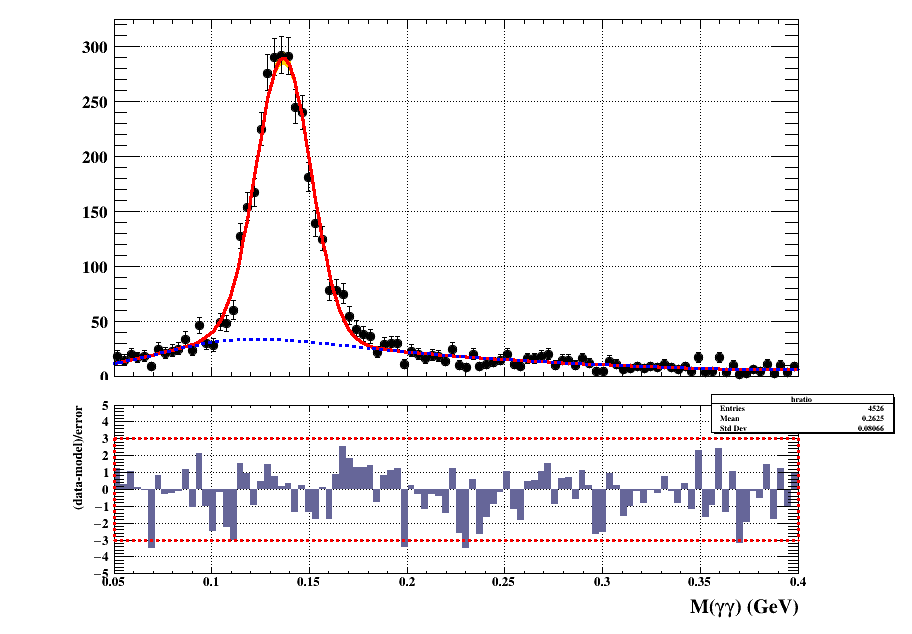 300
250
200
150
100
50
0
(data-model)/error
5
4
3
2
1
0
−1
−2
−3
−4
−5
hratio
Entries 4526
Mean 0.2625
Std Dev 0.08066
0.05 0.1 0.15 0.2 0.25 0.3 0.35 0.4
M(γγ) (GeV)